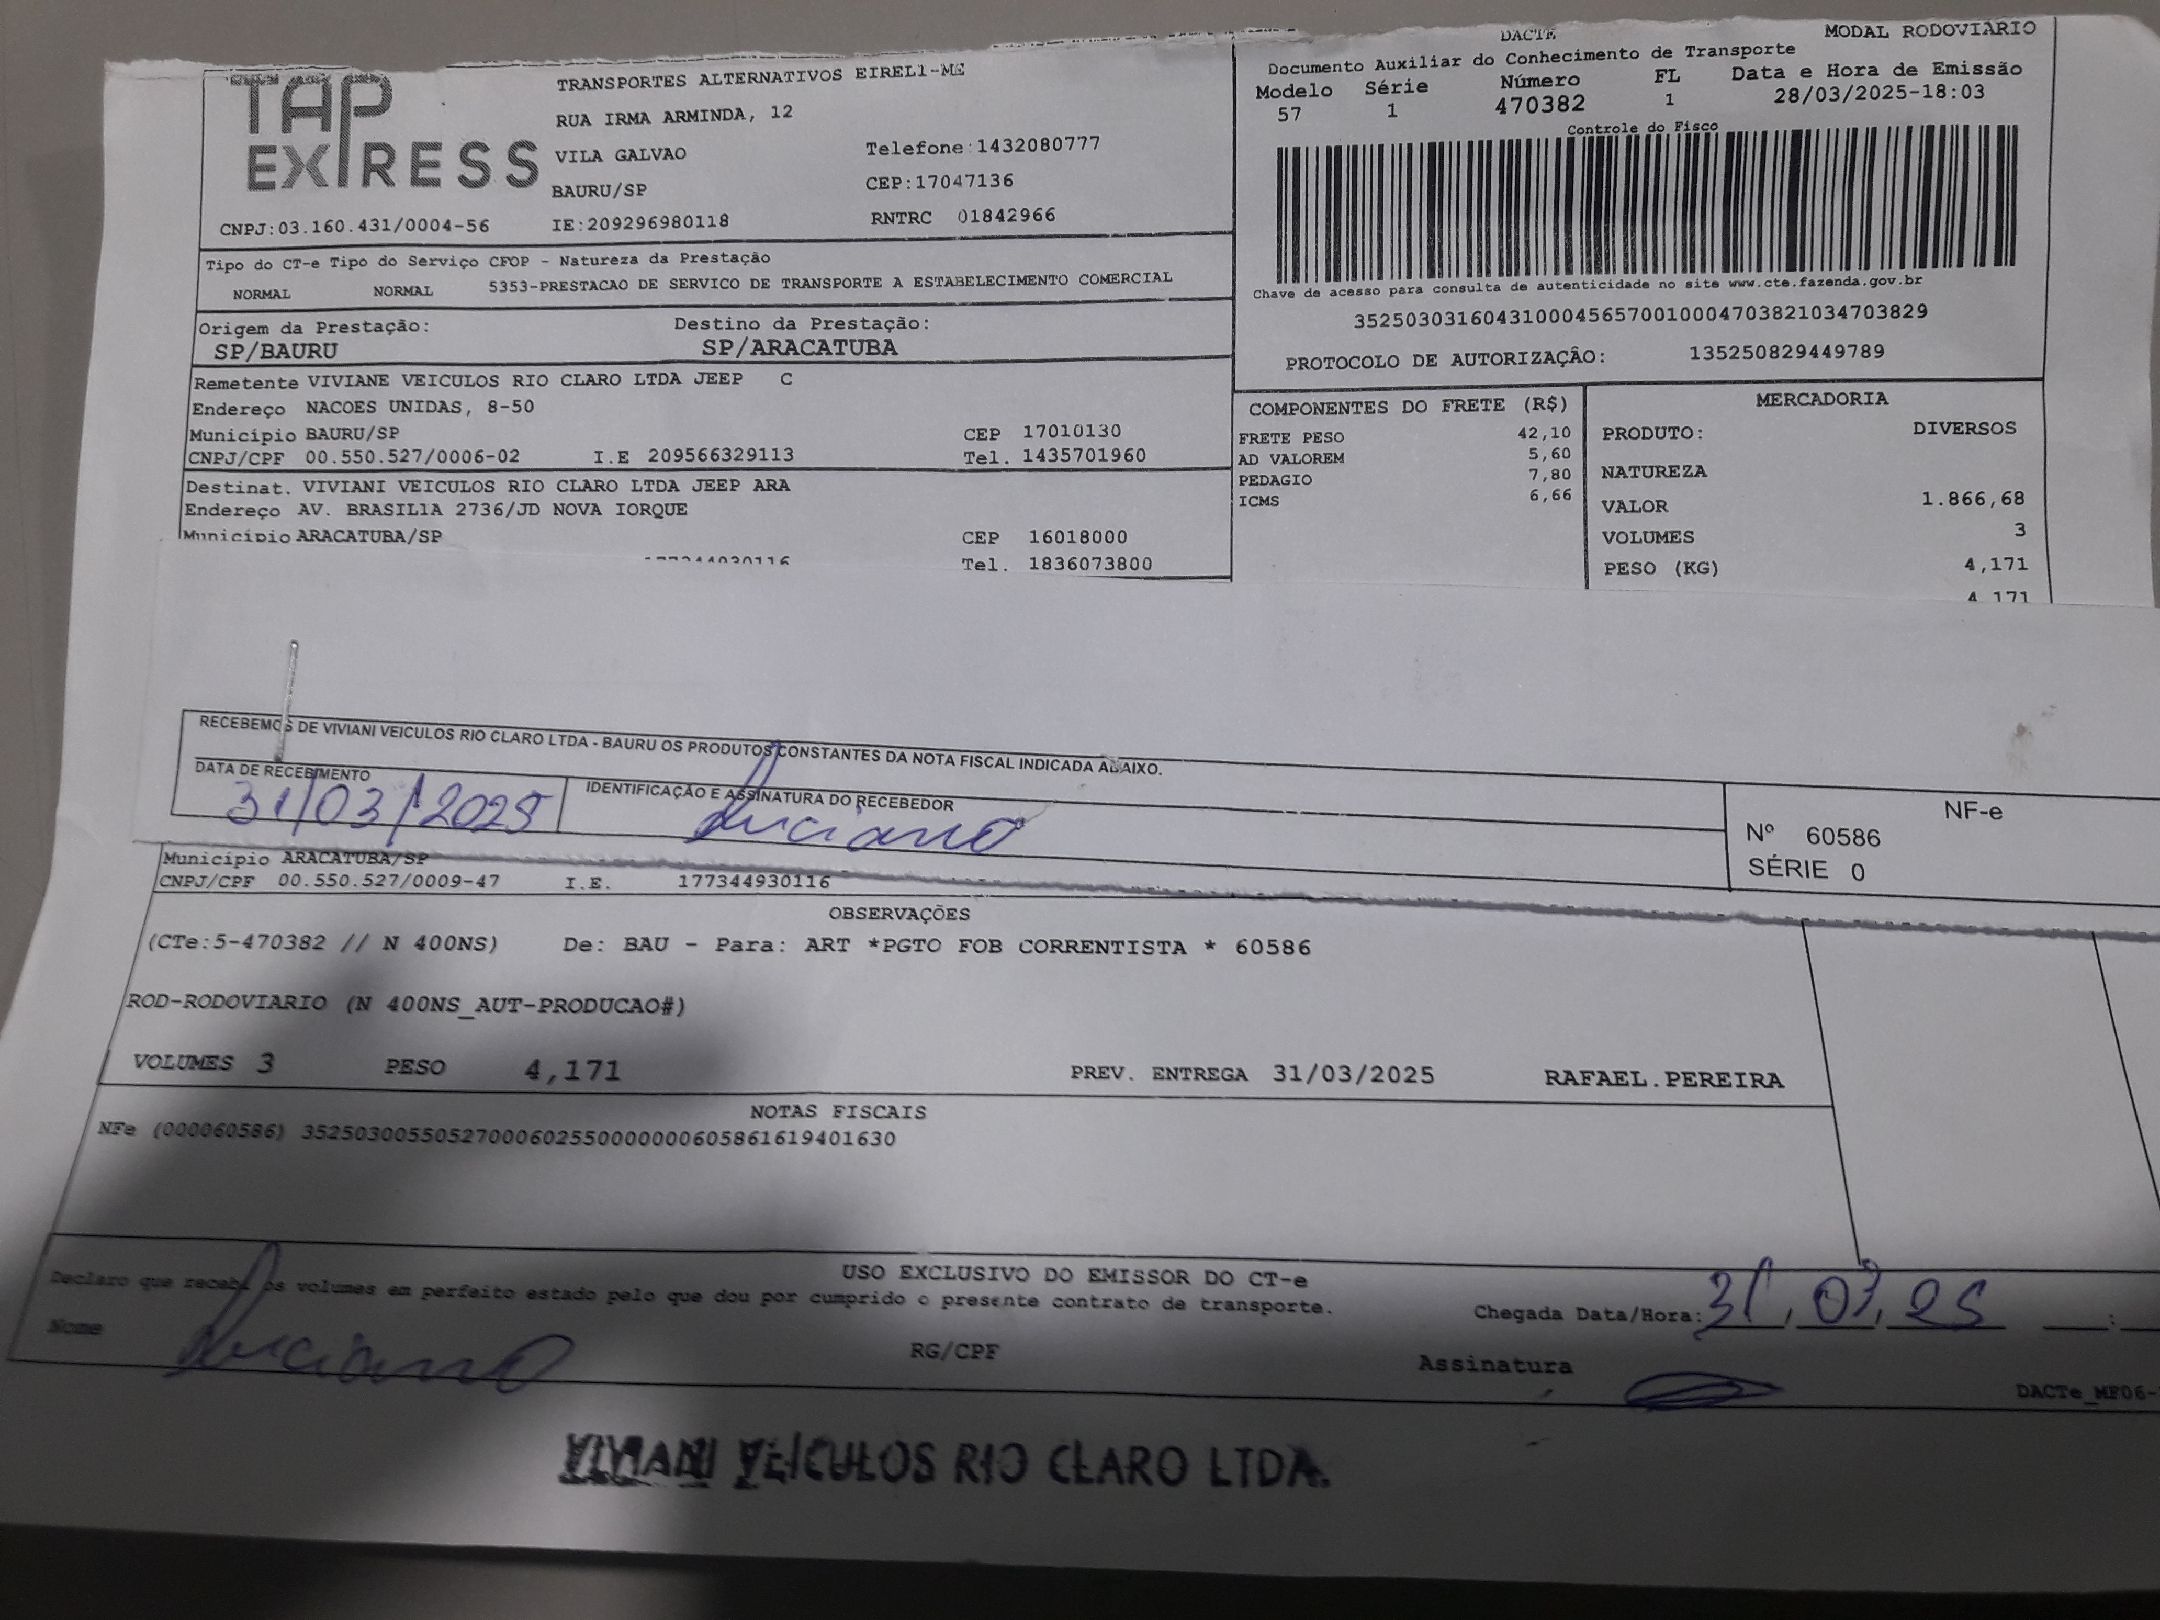 TAP EXPRESS
TRANSPORTES ALTERNATIVOS EIRELI-ME
RUA IRMA ARMINDA, 12
VILA GALVAO Telefone:1432080777
BAURU/SP CEP:17047136
CNPJ:03.160.431/0004-56 IE:209296980118 RNTRC 01842966
Tipo do CT-e Tipo do Serviço CFOP - Natureza da Prestação
NORMAL NORMAL 5353-PRESTACAO DE SERVICO DE TRANSPORTE A ESTABELECIMENTO COMERCIAL
Origem da Prestação: Destino da Prestação:
SP/BAURU SP/ARACATUBA
Remetente VIVIANE VEICULOS RIO CLARO LTDA JEEP C
Endereço NACOES UNIDAS, 8-50
Município BAURU/SP CEP 17010130
CNPJ/CPF 00.550.527/0006-02 I.E 209566329113 Tel. 1435701960
Destinat. VIVIANI VEICULOS RIO CLARO LTDA JEEP ARA
Endereço AV. BRASILIA 2736/JD NOVA IORQUE
Município ARACATUBA/SP CEP 16018000
177344930116 Tel. 1836073800
DACTE MODAL RODOVIÁRIO
Documento Auxiliar do Conhecimento de Transporte
Modelo Série Número FL Data e Hora de Emissão
57 1 470382 1 28/03/2025-18:03
Controle do Fisco
Chave de acesso para consulta de autenticidade no site www.cte.fazenda.gov.br
35250303160431000456570010004703821034703829
PROTOCOLO DE AUTORIZAÇÃO: 135250829449789
COMPONENTES DO FRETE (R$)
FRETE PESO 42,10
AD VALOREM 5,60
PEDAGIO 7,80
ICMS 6,66
MERCADORIA
PRODUTO: DIVERSOS
NATUREZA
VALOR 1.866,68
VOLUMES 3
PESO (KG) 4,171
4,171
RECEBEMOS DE VIVIANI VEICULOS RIO CLARO LTDA - BAURU OS PRODUTOS CONSTANTES DA NOTA FISCAL INDICADA ABAIXO.
DATA DE RECEBIMENTO IDENTIFICAÇÃO E ASSINATURA DO RECEBEDOR
31/03/2025 Luciano
NF-e
Nº 60586
SÉRIE 0
Município ARACATUBA/SP
CNPJ/CPF 00.550.527/0009-47 I.E. 177344930116
OBSERVAÇÕES
(CTe:5-470382 // N 400NS) De: BAU - Para: ART *PGTO FOB CORRENTISTA * 60586
ROD-RODOVIARIO (N 400NS_AUT-PRODUCAO#)
VOLUMES 3 PESO 4,171 PREV. ENTREGA 31/03/2025 RAFAEL.PEREIRA
NOTAS FISCAIS
NFe (000060586) 35250300550527000602550000000605861619401630
USO EXCLUSIVO DO EMISSOR DO CT-e
Declaro que recebi os volumes em perfeito estado pelo que dou por cumprido o presente contrato de transporte.
Chegada Data/Hora: 31,03,25
Nome Luciano RG/CPF Assinatura
DACTe_ME06-
VIVIANI VEÍCULOS RIO CLARO LTDA.